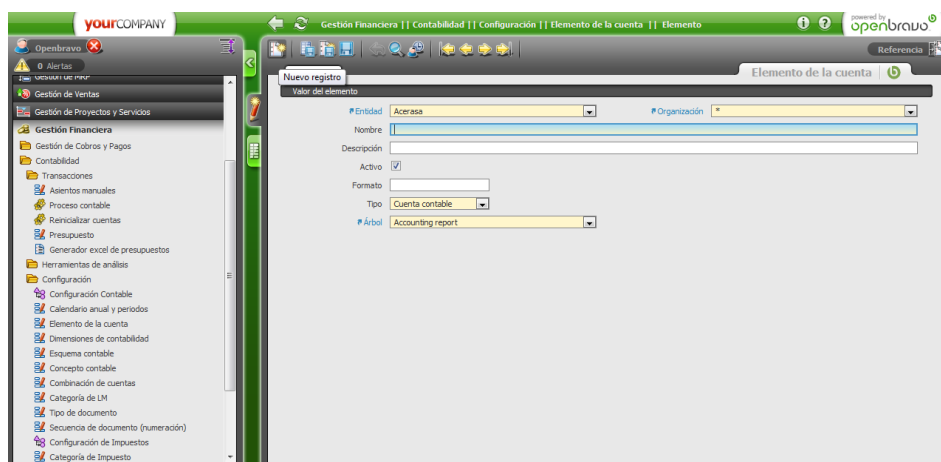 yourCOMPANY
Gestión Financiera || Contabilidad || Configuración || Elemento de la cuenta || Elemento
powered by
openbravo
Openbravo
Referencia
0 Alertas
Nuevo registro
Elemento de la cuenta
Gestión de MRP
Valor del elemento
Gestión de Ventas
Gestión de Proyectos y Servicios
Gestión Financiera
Gestión de Cobros y Pagos
Contabilidad
Transacciones
Asientos manuales
Proceso contable
Reinicializar cuentas
Presupuesto
Generador excel de presupuestos
Herramientas de análisis
Configuración
Configuración Contable
Calendario anual y periodos
Elemento de la cuenta
Dimensiones de contabilidad
Esquema contable
Concepto contable
Combinación de cuentas
Categoría de LM
Tipo de documento
Secuencia de documento (numeración)
Configuración de Impuestos
Categoría de Impuesto
Entidad Acerasa
Organización *
Nombre
Descripción
Activo
Formato
Tipo Cuenta contable
Árbol Accounting report